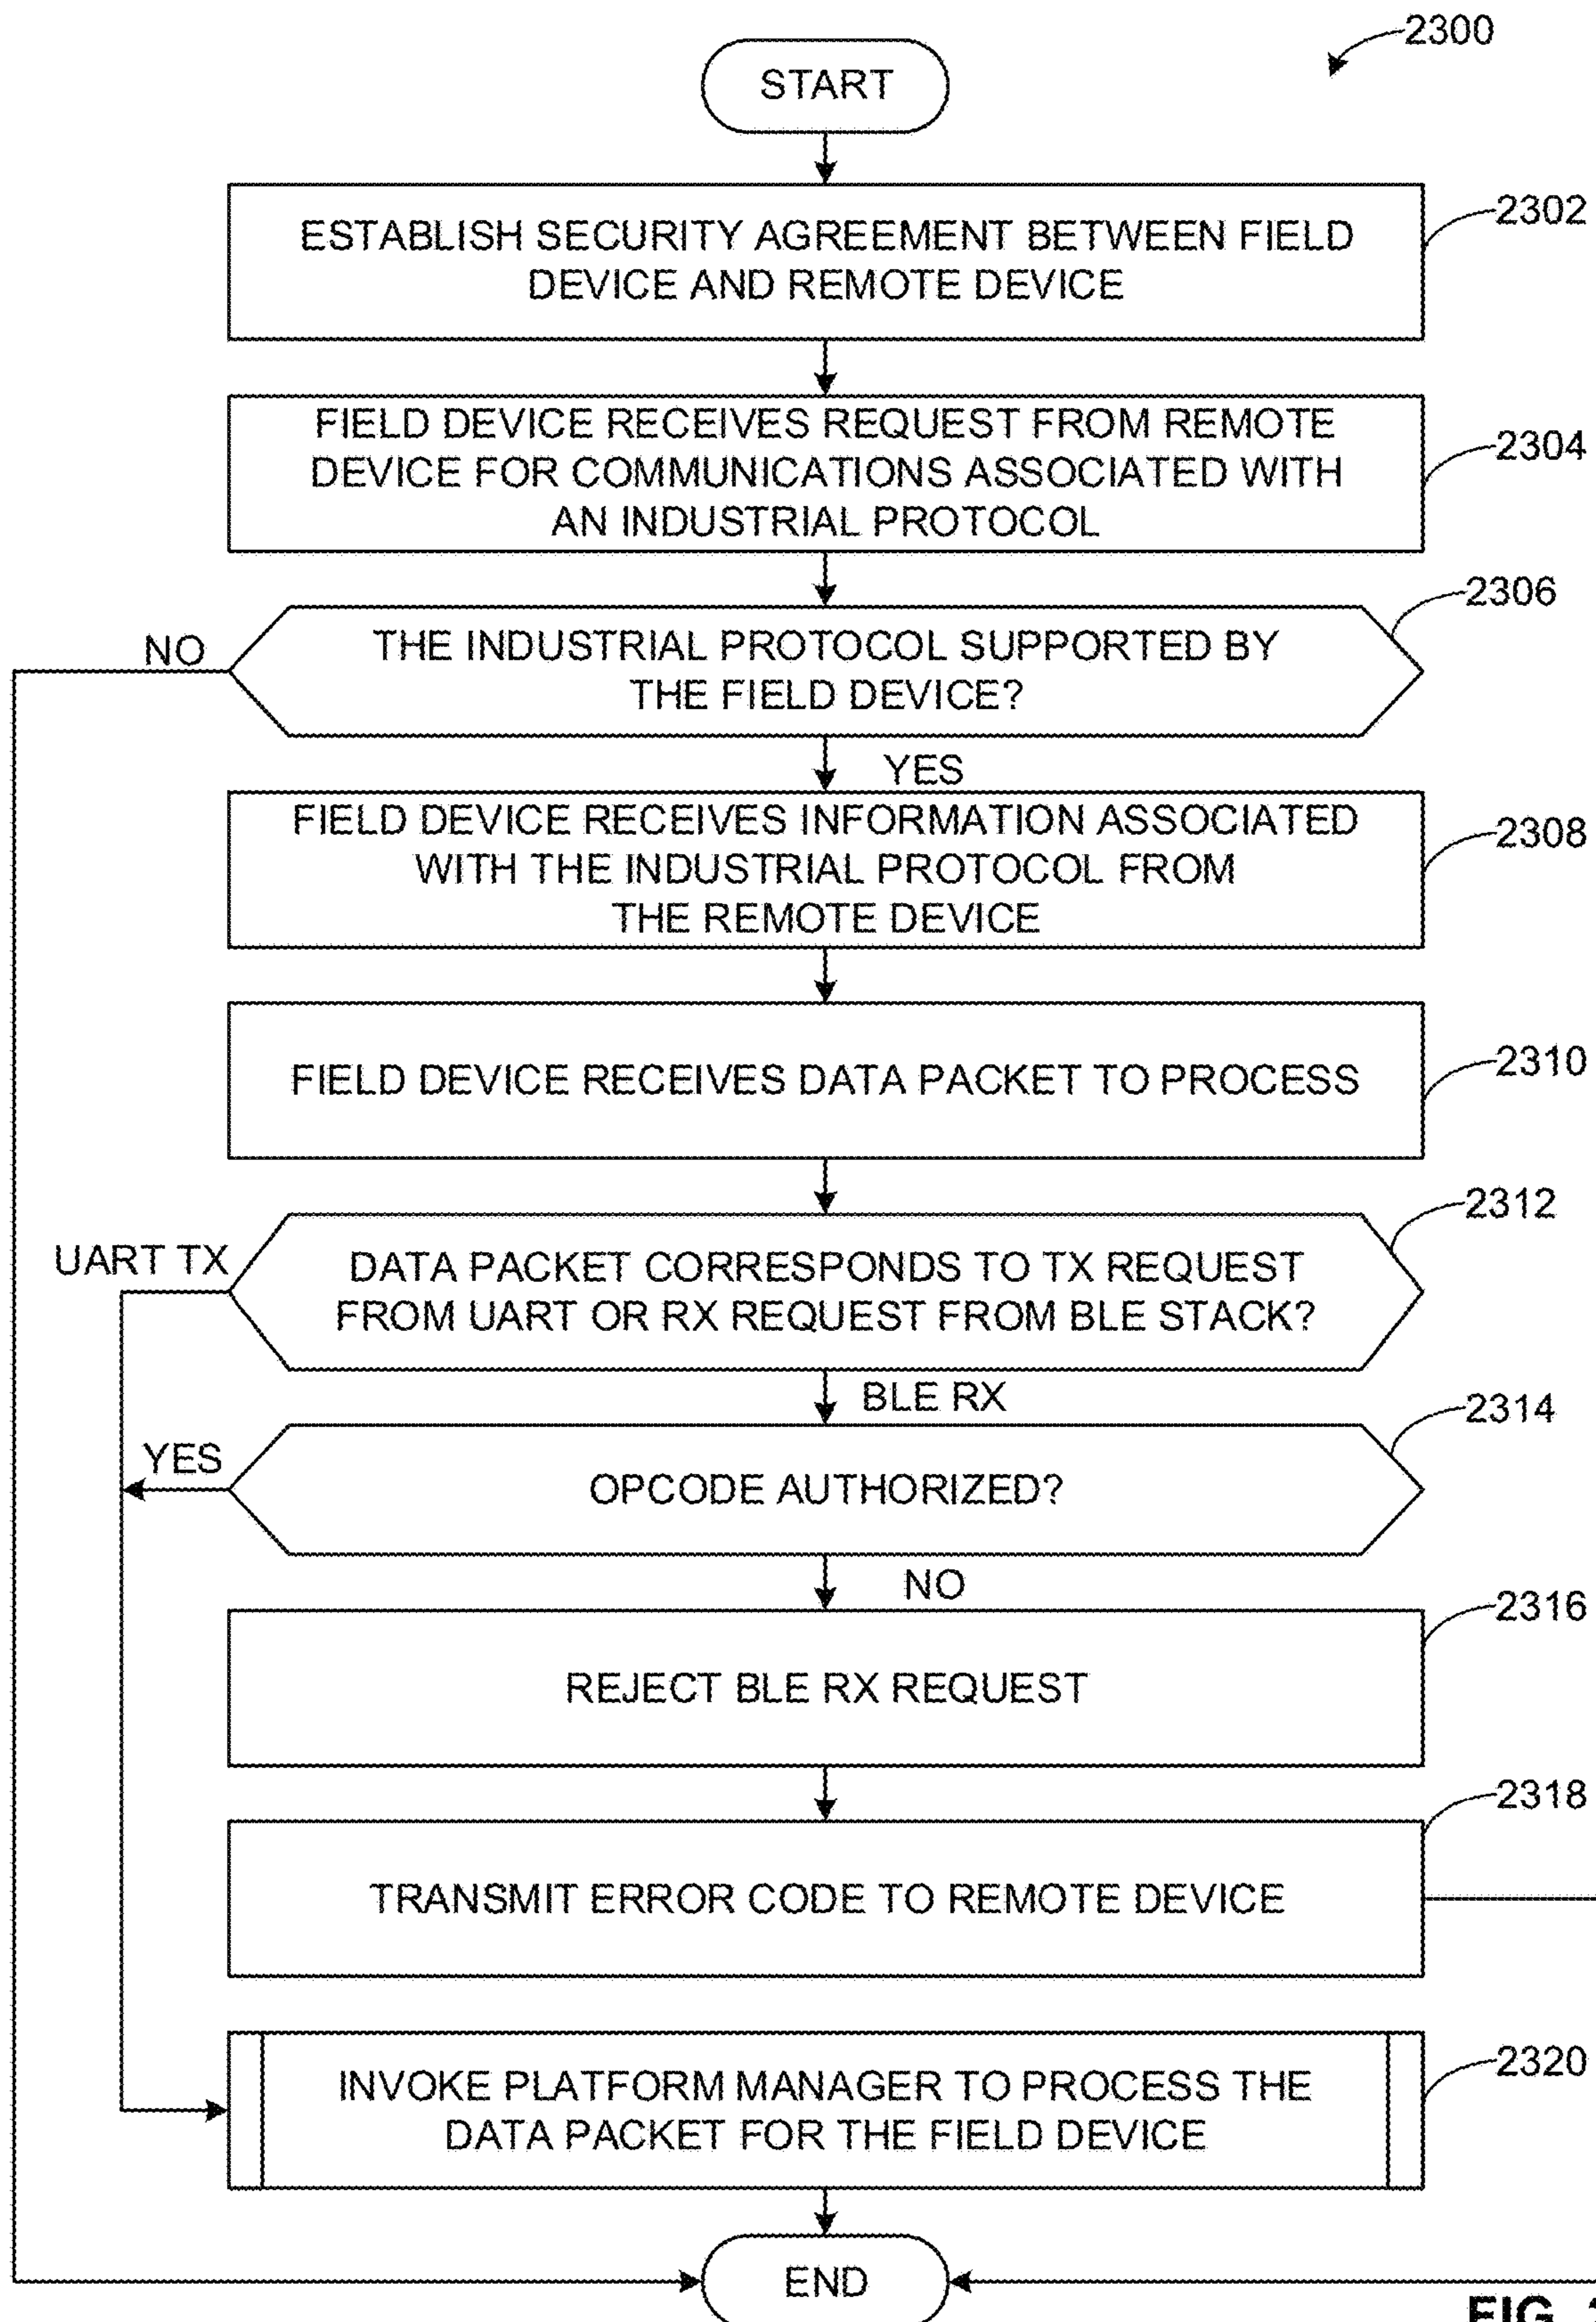 2300
START
ESTABLISH SECURITY AGREEMENT BETWEEN FIELD
DEVICE AND REMOTE DEVICE
2302
FIELD DEVICE RECEIVES REQUEST FROM REMOTE
DEVICE FOR COMMUNICATIONS ASSOCIATED WITH
AN INDUSTRIAL PROTOCOL
2304
2306
NO
THE INDUSTRIAL PROTOCOL SUPPORTED BY
THE FIELD DEVICE?
YES
FIELD DEVICE RECEIVES INFORMATION ASSOCIATED
WITH THE INDUSTRIAL PROTOCOL FROM
THE REMOTE DEVICE
2308
FIELD DEVICE RECEIVES DATA PACKET TO PROCESS
2310
2312
UART TX
DATA PACKET CORRESPONDS TO TX REQUEST
FROM UART OR RX REQUEST FROM BLE STACK?
BLE RX
2314
YES
OPCODE AUTHORIZED?
NO
2316
REJECT BLE RX REQUEST
2318
TRANSMIT ERROR CODE TO REMOTE DEVICE
INVOKE PLATFORM MANAGER TO PROCESS THE
DATA PACKET FOR THE FIELD DEVICE
2320
END
FIG.